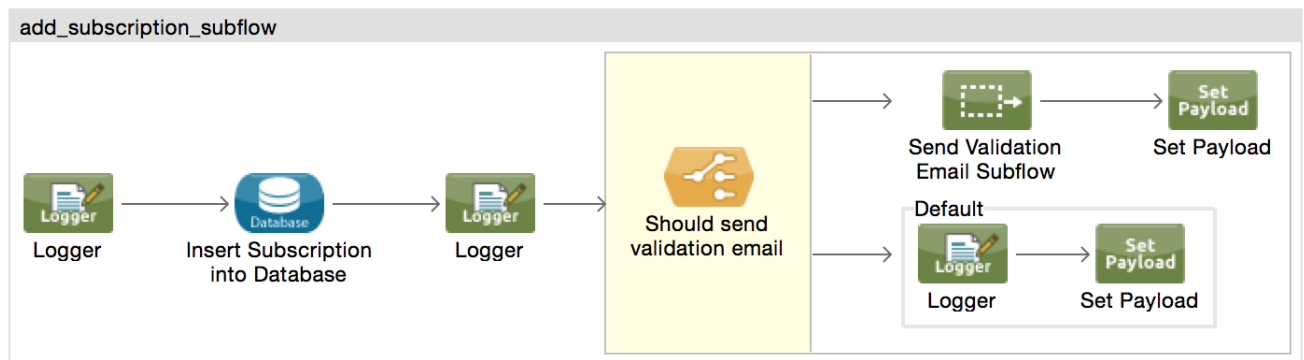 add_subscription_subflow
Logger
Logger
Database
Insert Subscription
into Database
Logger
Logger
Should send
validation email
Send Validation
Email Subflow
Set
Payload
Set Payload
Default
Logger
Logger
Set
Payload
Set Payload